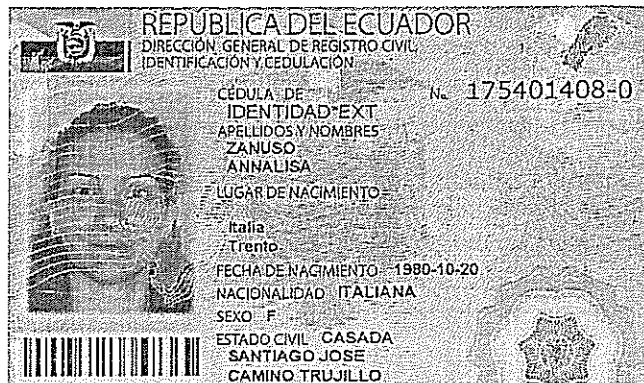 REPÚBLICA DEL ECUADOR
DIRECCIÓN GENERAL DE REGISTRO CIVIL,
IDENTIFICACIÓN Y CEDULACIÓN
CÉDULA DE No. 175401408-0
IDENTIDAD*EXT
APELLIDOS Y NOMBRES
ZANUSO
ANNALISA
LUGAR DE NACIMIENTO
Italia
Trento
FECHA DE NACIMIENTO 1980-10-20
NACIONALIDAD ITALIANA
SEXO F
ESTADO CIVIL CASADA
SANTIAGO JOSE
CAMINO TRUJILLO